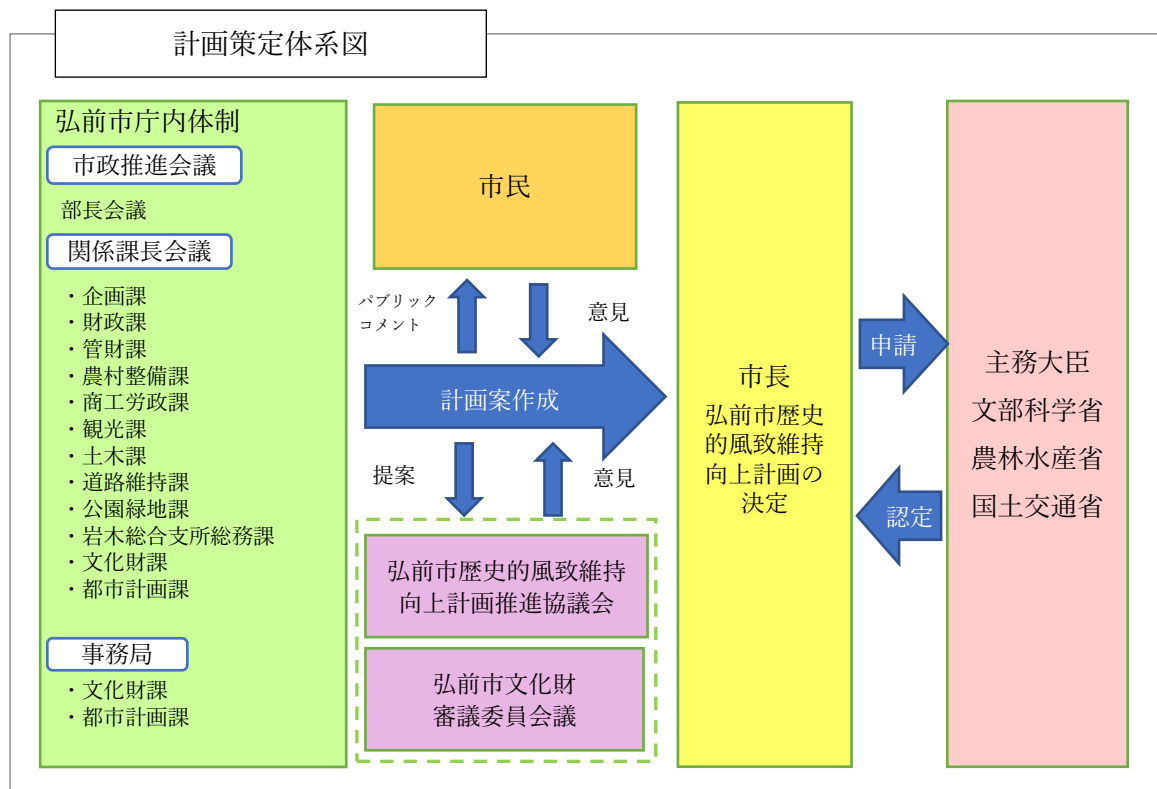 計画策定体系図
弘前市庁内体制
市政推進会議
部長会議
関係課長会議
・企画課
・財政課
・管財課
・農村整備課
・商工労政課
・観光課
・土木課
・道路維持課
・公園緑地課
・岩木総合支所総務課
・文化財課
・都市計画課
事務局
・文化財課
・都市計画課
市民
パブリック
コメント
意見
計画案作成
提案
意見
弘前市歴史的風致維持
向上計画推進協議会
弘前市文化財
審議委員会議
市長
弘前市歴史
的風致維持
向上計画の
決定
申請
認定
主務大臣
文部科学省
農林水産省
国土交通省